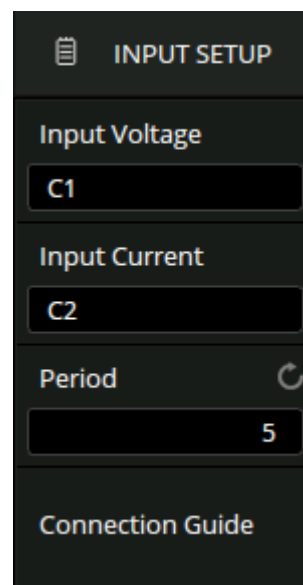 INPUT SETUP
Input Voltage
C1
Input Current
C2
Period
5
Connection Guide